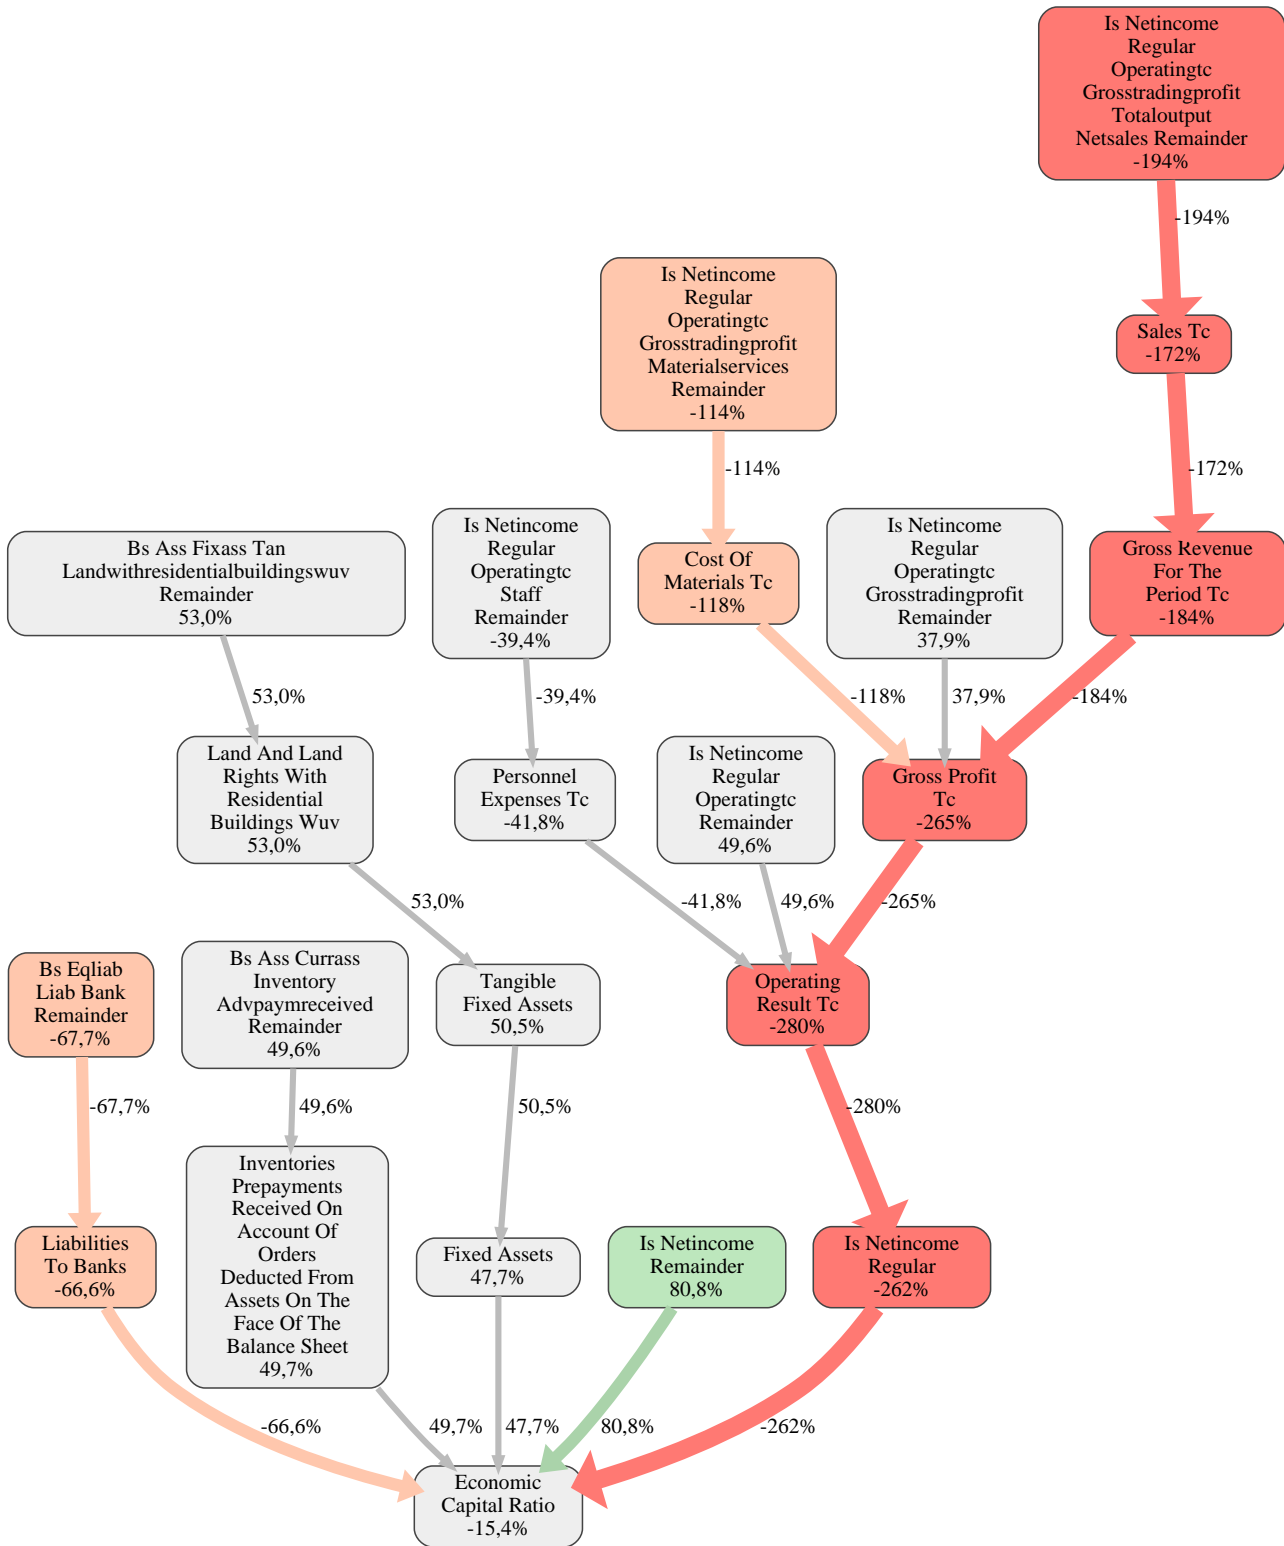 Is Netincome
Regular
Operatingtc
Grosstradingprofit
Totaloutput
Netsales Remainder
-194%
-194%
Is Netincome
Regular
Operatingtc
Grosstradingprofit
Materialservices
Remainder
-114%
Sales Tc
-172%
-114%
-172%
Bs Ass Fixass Tan
Landwithresidentialbuildingswuv
Remainder
53,0%
Is Netincome
Regular
Operatingtc
Staff
Remainder
-39,4%
Cost Of
Materials Tc
-118%
Is Netincome
Regular
Operatingtc
Grosstradingprofit
Remainder
37,9%
Gross Revenue
For The
Period Tc
-184%
53,0%
-39,4%
-118%
37,9%
-184%
Land And Land
Rights With
Residential
Buildings Wuv
53,0%
Personnel
Expenses Tc
-41,8%
Is Netincome
Regular
Operatingtc
Remainder
49,6%
Gross Profit
Tc
-265%
53,0%
-41,8%
49,6%
-265%
Bs Eqliab
Liab Bank
Remainder
-67,7%
Bs Ass Currass
Inventory
Advpaymreceived
Remainder
49,6%
Tangible
Fixed Assets
50,5%
Operating
Result Tc
-280%
-67,7%
49,6%
50,5%
-280%
Liabilities
To Banks
-66,6%
Inventories
Prepayments
Received On
Account Of
Orders
Deducted From
Assets On The
Face Of The
Balance Sheet
49,7%
Fixed Assets
47,7%
Is Netincome
Remainder
80,8%
Is Netincome
Regular
-262%
-66,6%
49,7%
47,7%
80,8%
-262%
Economic
Capital Ratio
-15,4%